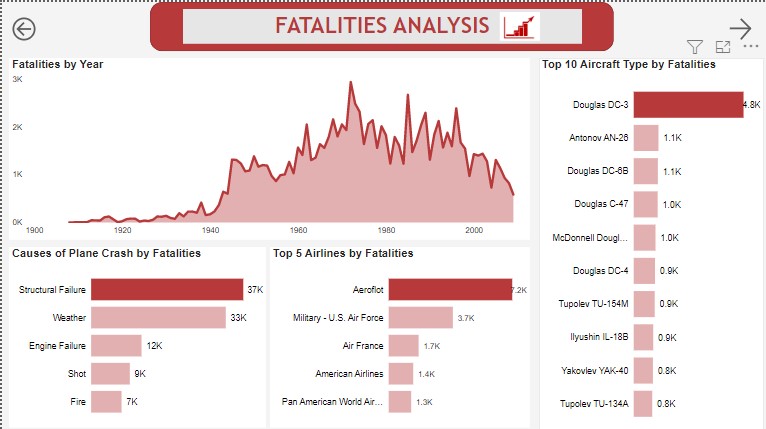 FATALITIES ANALYSIS
Fatalities by Year
3K
2K
1K
0K
1900
1920
1940
1960
1980
2000
Causes of Plane Crash by Fatalities
Structural Failure 37K
Weather 33K
Engine Failure 12K
Shot 9K
Fire 7K
Top 5 Airlines by Fatalities
Aeroflot 7.2K
Military - U.S. Air Force 3.7K
Air France 1.7K
American Airlines 1.4K
Pan American World Air... 1.3K
Top 10 Aircraft Type by Fatalities
Douglas DC-3 4.8K
Antonov AN-26 1.1K
Douglas DC-6B 1.1K
Douglas C-47 1.0K
McDonnell Dougl... 1.0K
Douglas DC-4 0.9K
Tupolev TU-154M 0.9K
Ilyushin IL-18B 0.9K
Yakovlev YAK-40 0.8K
Tupolev TU-134A 0.8K